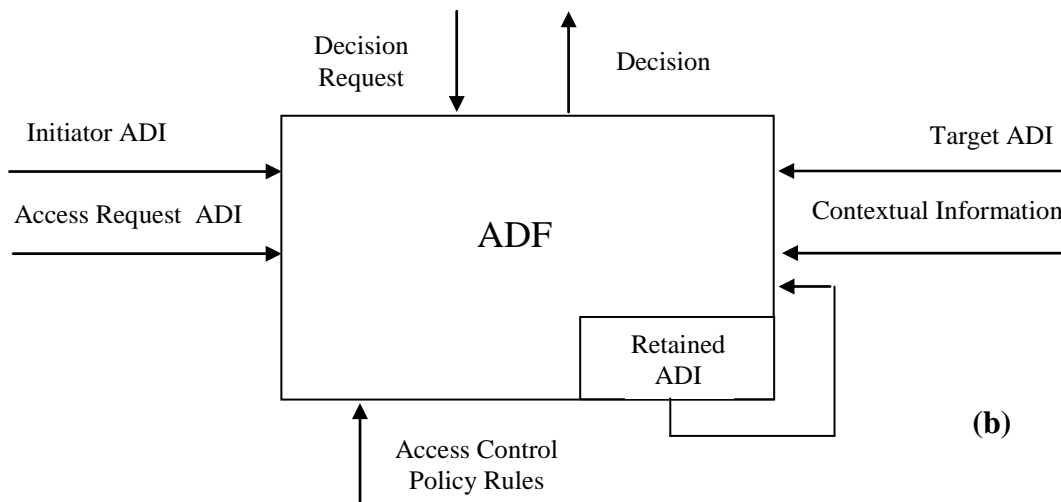 Decision
Request
Decision
Initiator ADI
Target ADI
Access Request ADI
Contextual Information
ADF
Retained
ADI
(b)
Access Control
Policy Rules